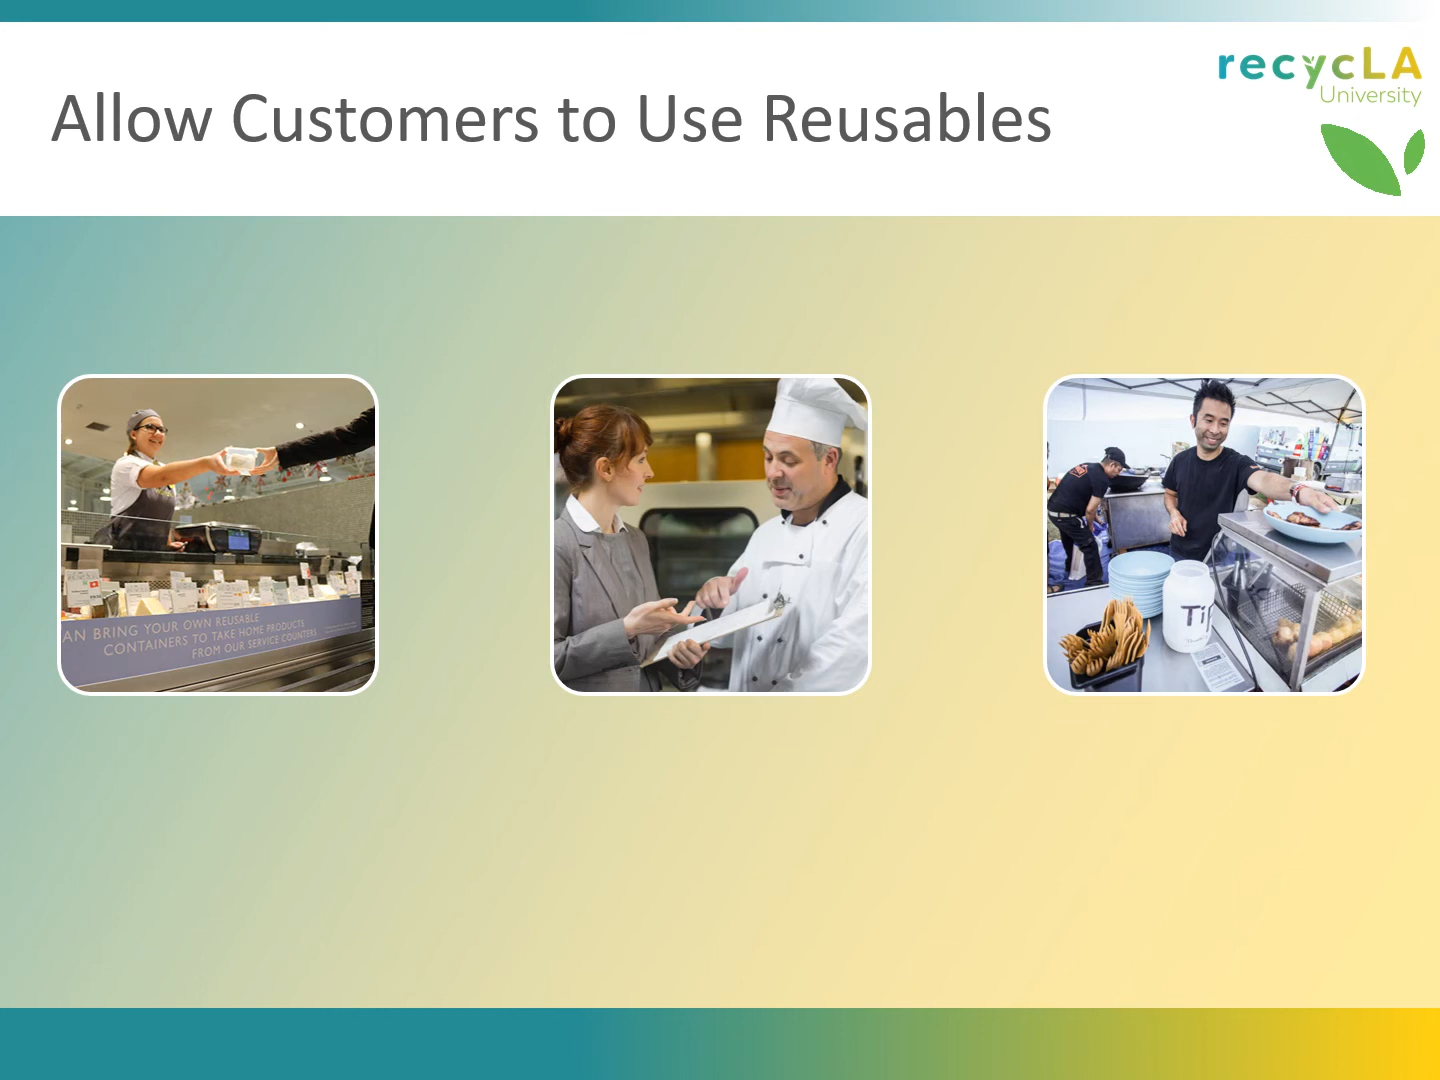 Allow Customers to Use Reusables
recycLA
University
AN BRING YOUR OWN REUSABLE
CONTAINERS TO TAKE HOME PRODUCTS
FROM OUR SERVICE COUNTERS
Tip